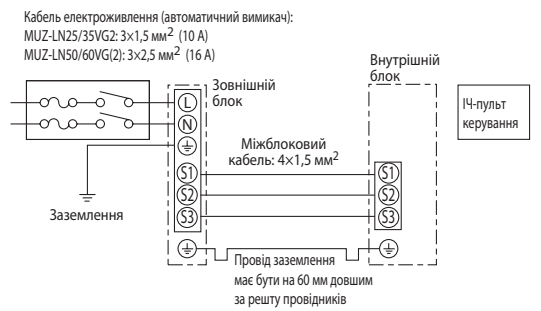 Кабель електроживлення (автоматичний вимикач):
MUZ-LN25/35VG2: 3×1,5 мм² (10 А)
MUZ-LN50/60VG(2): 3×2,5 мм² (16 А)
Зовнішній
блок
Внутрішній
блок
ІЧ-пульт
керування
L
N
Міжблоковий
кабель: 4×1,5 мм²
S1
S1
S2
S2
S3
S3
Заземлення
Провід заземлення
має бути на 60 мм довшим
за решту провідників